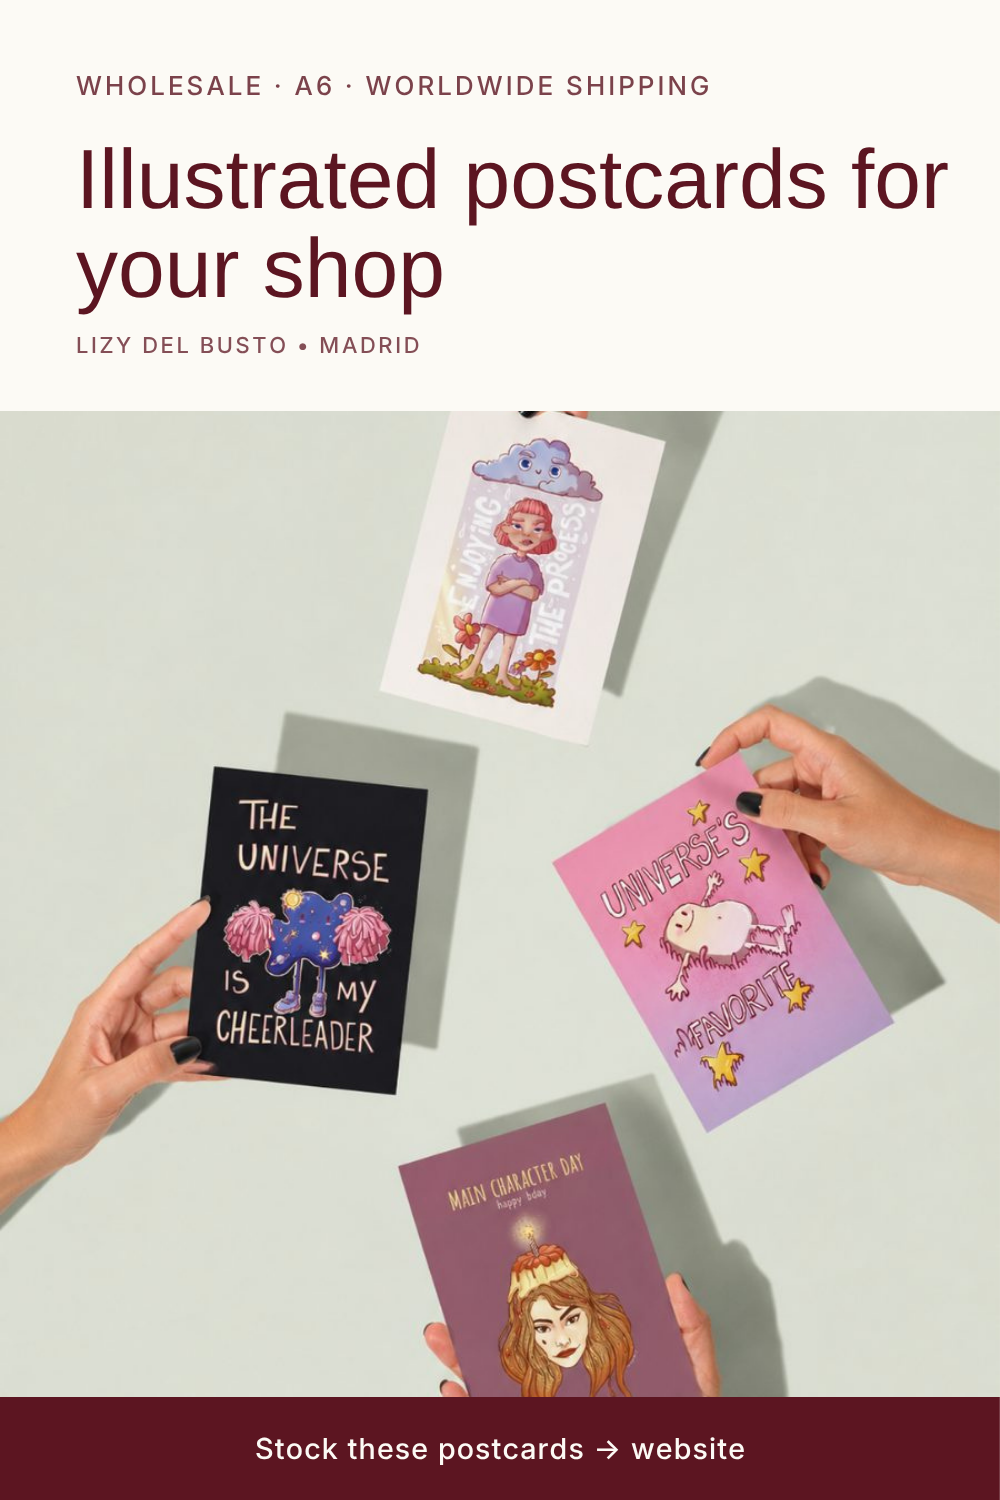 WHOLESALE · A6 · WORLDWIDE SHIPPING
Illustrated postcards for
your shop
LIZY DEL BUSTO • MADRID
ENJOYING
THE PROCESS
THE
UNIVERSE
IS MY
CHEERLEADER
UNIVERSE'S
FAVORITE
MAIN CHARACTER DAY
happy bday
Stock these postcards → website